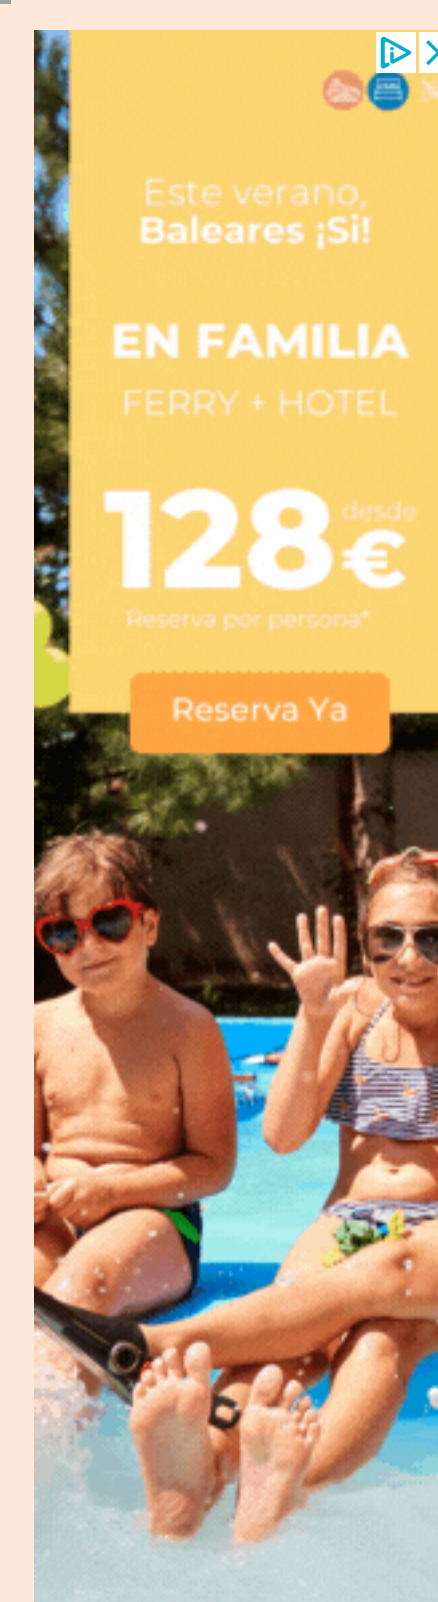 Este verano,
Baleares ¡Si!
EN FAMILIA
FERRY + HOTEL
128
desde
€
Reserva por persona*
Reserva Ya